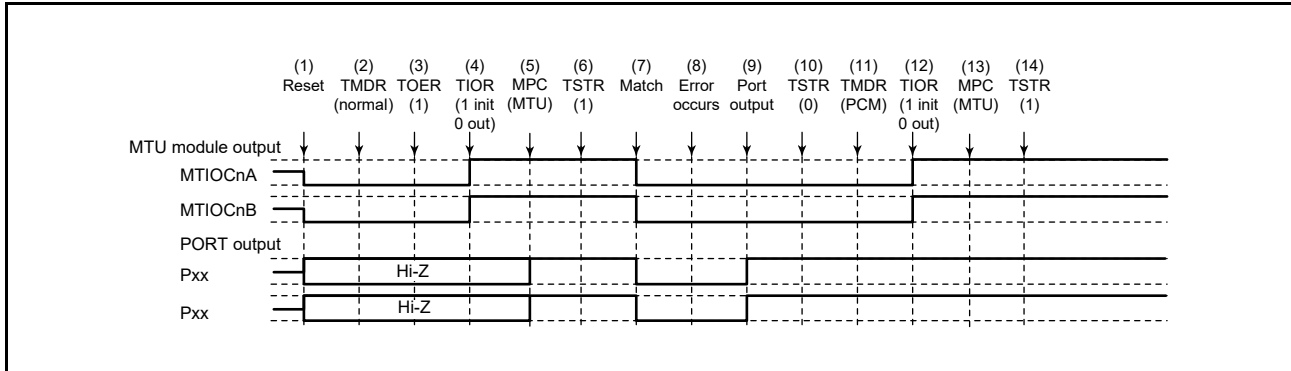 (1) (2) (3) (4) (5) (6) (7) (8) (9) (10) (11) (12) (13) (14)
Reset TMDR TOER TIOR MPC TSTR Match Error Port TSTR TMDR TIOR MPC TSTR
(normal) (1) (1 init (MTU) (1) occurs output (0) (PCM) (1 init (MTU) (1)
0 out) 0 out)
MTU module output
MTIOCnA
MTIOCnB
PORT output
Pxx Hi-Z
Pxx Hi-Z